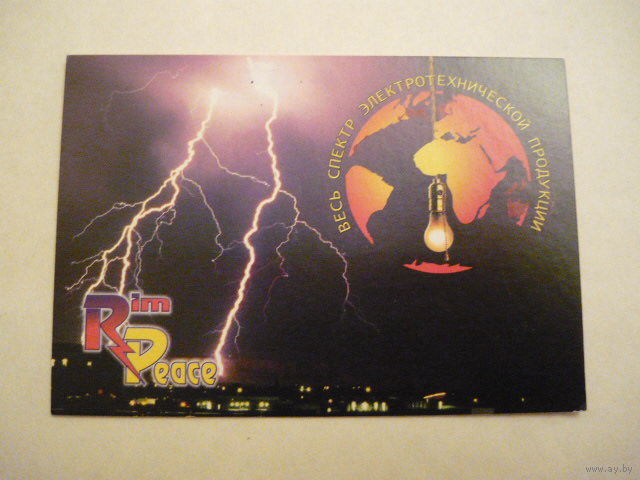 ВЕСЬ СПЕКТР ЭЛЕКТРОТЕХНИЧЕСКОЙ ПРОДУКЦИИ
Rim
Peace
www.ay.by